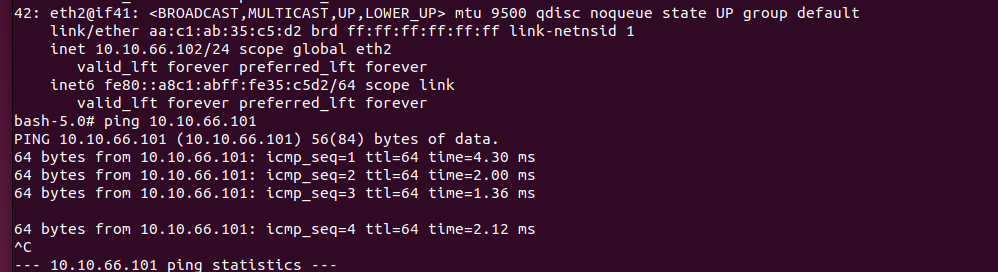 42: eth2@if41: <BROADCAST,MULTICAST,UP,LOWER_UP> mtu 9500 qdisc noqueue state UP group default
    link/ether aa:c1:ab:35:c5:d2 brd ff:ff:ff:ff:ff:ff link-netnsid 1
    inet 10.10.66.102/24 scope global eth2
       valid_lft forever preferred_lft forever
    inet6 fe80::a8c1:abff:fe35:c5d2/64 scope link
       valid_lft forever preferred_lft forever
bash-5.0# ping 10.10.66.101
PING 10.10.66.101 (10.10.66.101) 56(84) bytes of data.
64 bytes from 10.10.66.101: icmp_seq=1 ttl=64 time=4.30 ms
64 bytes from 10.10.66.101: icmp_seq=2 ttl=64 time=2.00 ms
64 bytes from 10.10.66.101: icmp_seq=3 ttl=64 time=1.36 ms

64 bytes from 10.10.66.101: icmp_seq=4 ttl=64 time=2.12 ms
^C
--- 10.10.66.101 ping statistics ---